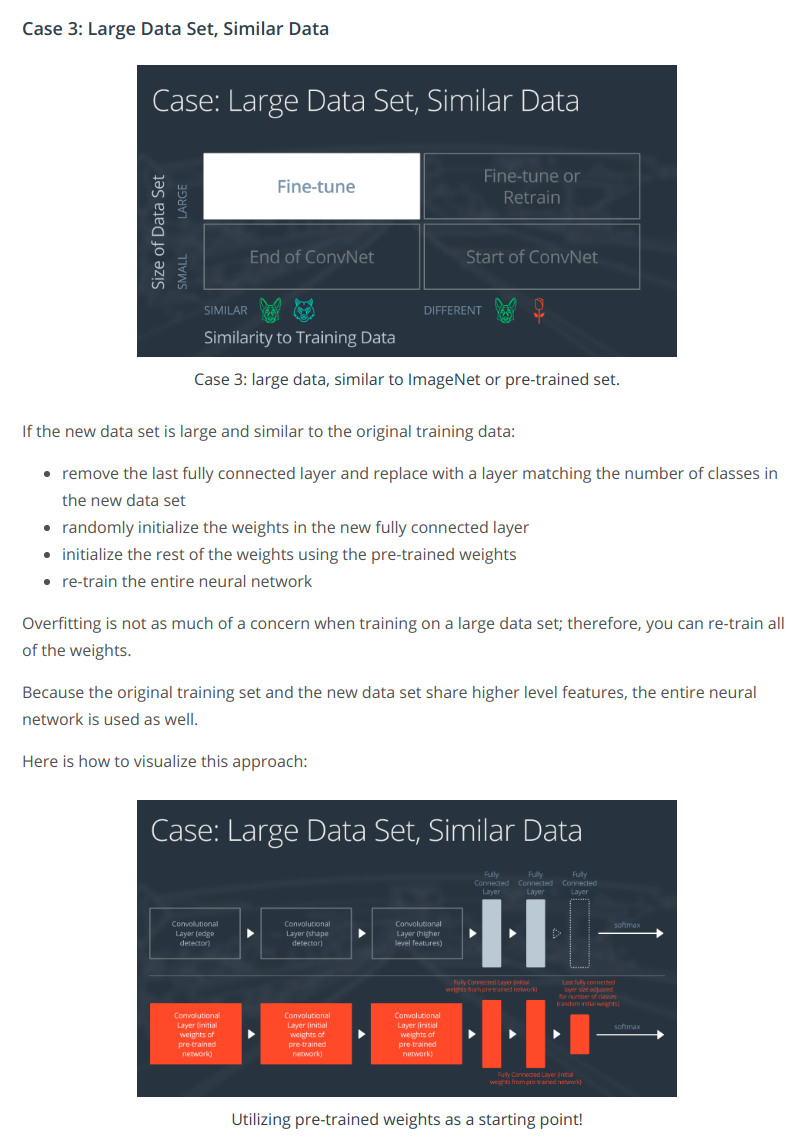 Case 3: Large Data Set, Similar Data
Case: Large Data Set, Similar Data
Size of Data Set
LARGE
SMALL
Fine-tune
Fine-tune or
Retrain
End of ConvNet
Start of ConvNet
SIMILAR
DIFFERENT
Similarity to Training Data
Case 3: large data, similar to ImageNet or pre-trained set.
If the new data set is large and similar to the original training data:
• remove the last fully connected layer and replace with a layer matching the number of classes in
the new data set
• randomly initialize the weights in the new fully connected layer
• initialize the rest of the weights using the pre-trained weights
• re-train the entire neural network
Overfitting is not as much of a concern when training on a large data set; therefore, you can re-train all
of the weights.
Because the original training set and the new data set share higher level features, the entire neural
network is used as well.
Here is how to visualize this approach:
Case: Large Data Set, Similar Data
Fully
Connected
Layer
Fully
Connected
Layer
Fully
Connected
Layer
Convolutional
Layer (edge
detector)
Convolutional
Layer (shape
detector)
Convolutional
Layer (higher
level features)
softmax
Fully Connected Layer (initial
weights from pre-trained network)
Last fully connected
layer size adjusted
for number of classes
(random initial weights)
Convolutional
Layer (initial
weights of
pre-trained
network)
Convolutional
Layer (initial
weights of
pre-trained
network)
Convolutional
Layer (initial
weights of
pre-trained
network)
softmax
Fully Connected Layer (initial
weights from pre-trained network)
Utilizing pre-trained weights as a starting point!